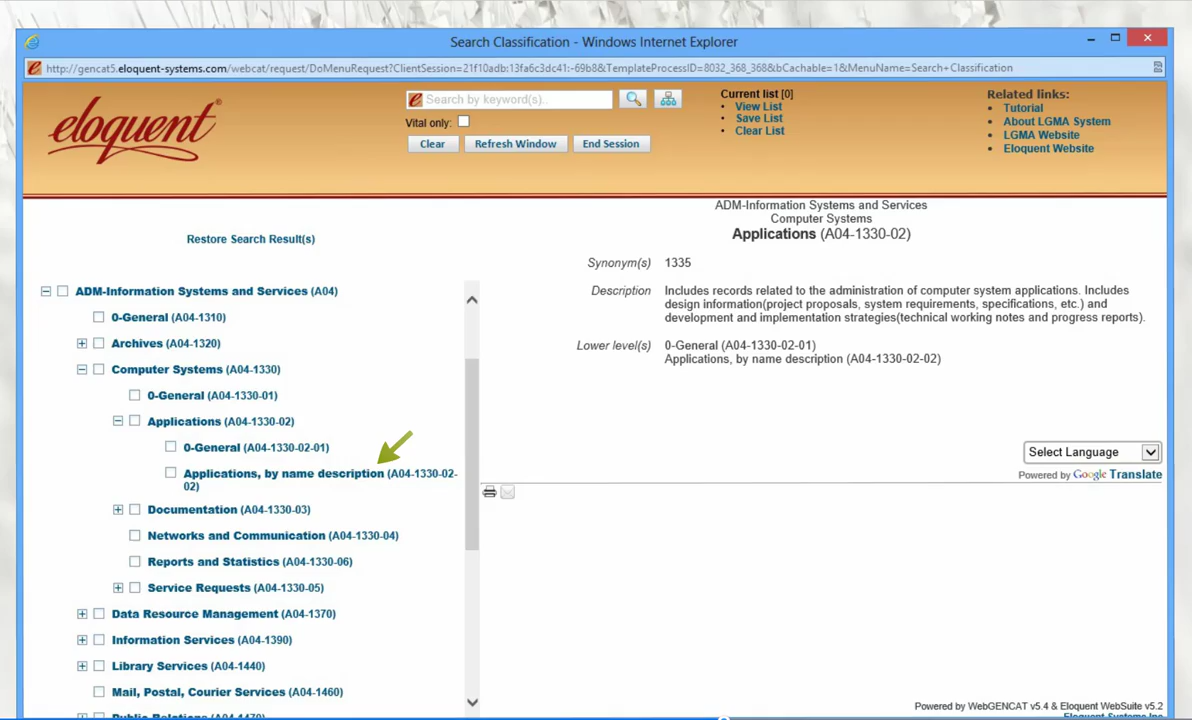 Search Classification - Windows Internet Explorer
http://gencat5.eloquent-systems.com/webcat/request/DoMenuRequest?ClientSession=21f10adb:13fa6c3dc41:-69b8&TemplateProcessID=8032_368_368&bCachable=1&MenuName=Search+Classification
eloquent®
Search by keyword(s)..
Vital only:
Clear
Refresh Window
End Session
Current list [0]
• View List
• Save List
• Clear List
Related links:
• Tutorial
• About LGMA System
• LGMA Website
• Eloquent Website
Restore Search Result(s)
ADM-Information Systems and Services (A04)
0-General (A04-1310)
Archives (A04-1320)
Computer Systems (A04-1330)
0-General (A04-1330-01)
Applications (A04-1330-02)
0-General (A04-1330-02-01)
Applications, by name description (A04-1330-02-
02)
Documentation (A04-1330-03)
Networks and Communication (A04-1330-04)
Reports and Statistics (A04-1330-06)
Service Requests (A04-1330-05)
Data Resource Management (A04-1370)
Information Services (A04-1390)
Library Services (A04-1440)
Mail, Postal, Courier Services (A04-1460)
Public Relations (A04-1470)
ADM-Information Systems and Services
Computer Systems
Applications (A04-1330-02)
Synonym(s) 1335
Description Includes records related to the administration of computer system applications. Includes
design information(project proposals, system requirements, specifications, etc.) and
development and implementation strategies(technical working notes and progress reports).
Lower level(s) 0-General (A04-1330-02-01)
Applications, by name description (A04-1330-02-02)
Select Language
Powered by Google Translate
Powered by WebGENCAT v5.4 & Eloquent WebSuite v5.2
Eloquent Systems Inc